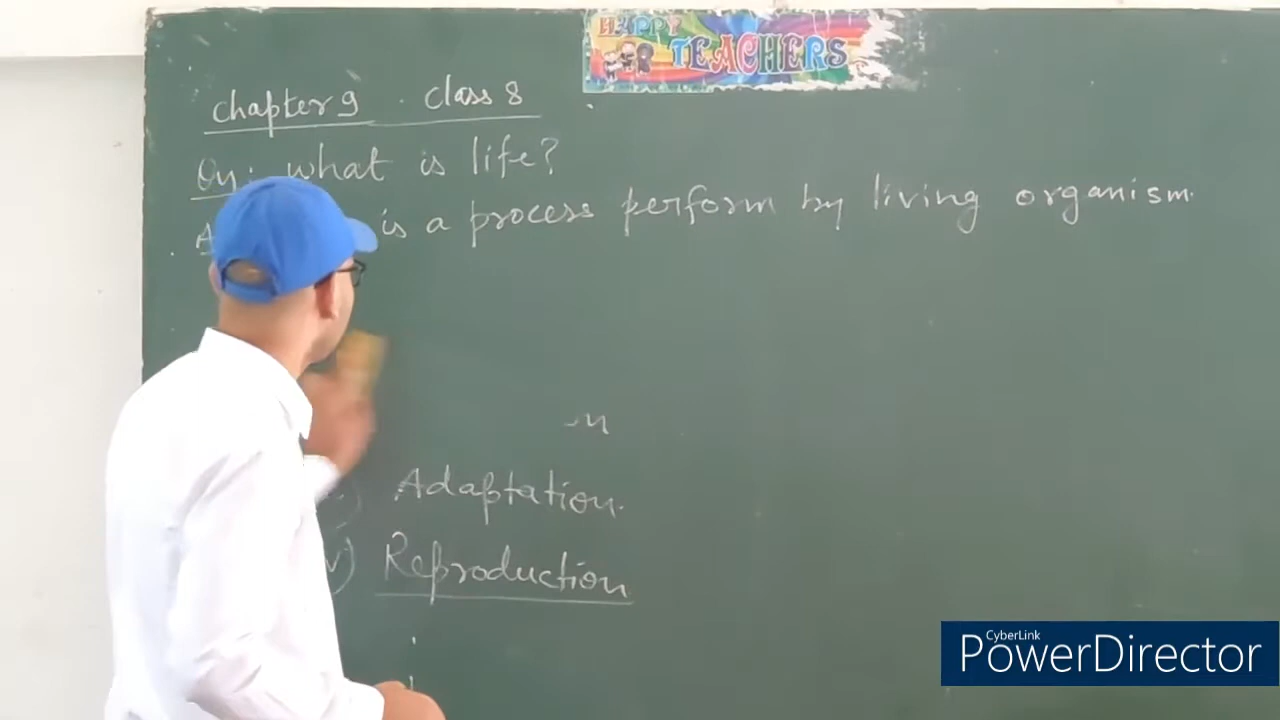 HAPPY
TEACHERS
chapter 9 . class 8
Qn: what is life?
is a process perform by living organism.
Adaptation.
v) Reproduction
CyberLink
PowerDirector